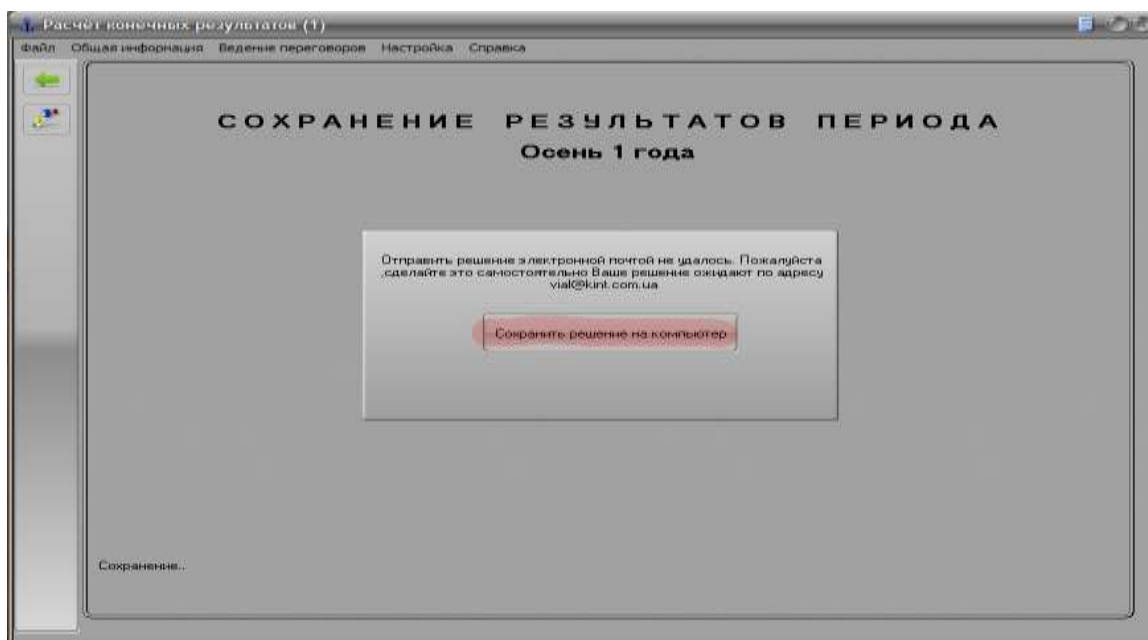 Расчёт конечных результатов (1)
Файл Общая информация Ведение переговоров Настройка Справка
СОХРАНЕНИЕ РЕЗУЛЬТАТОВ ПЕРИОДА
Осень 1 года
Отправить решение электронной почтой не удалось. Пожалуйста
,сделайте это самостоятельно Ваше решение ожидают по адресу
vial@kint.com.ua
Сохранить решение на компьютер
Сохранение..